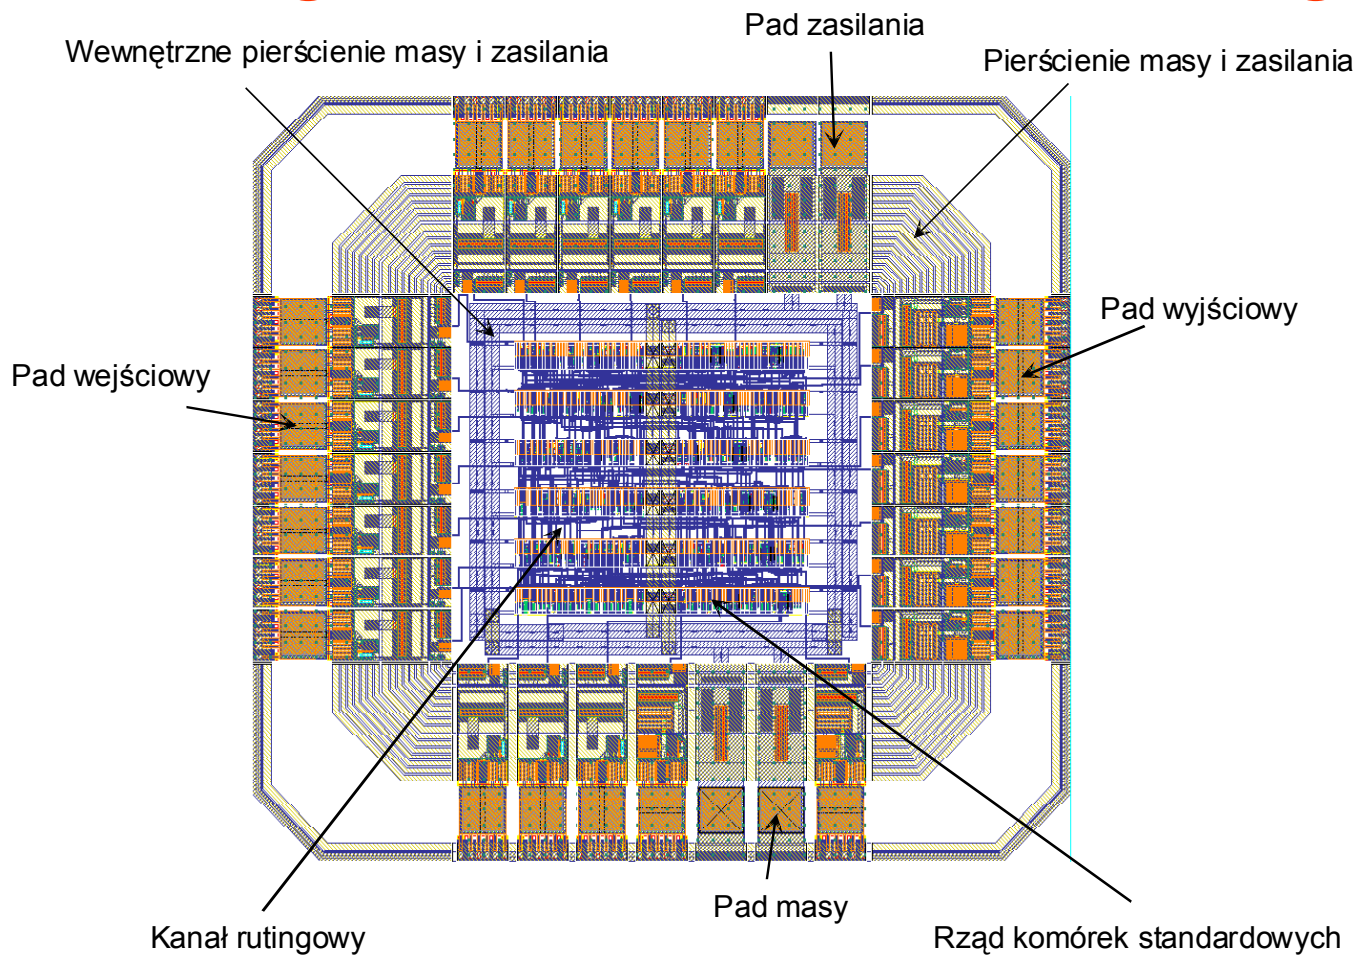 Pad zasilania
Wewnętrzne pierścienie masy i zasilania
Pierścienie masy i zasilania
Pad wyjściowy
Pad wejściowy
Pad masy
Kanał rutingowy
Rząd komórek standardowych